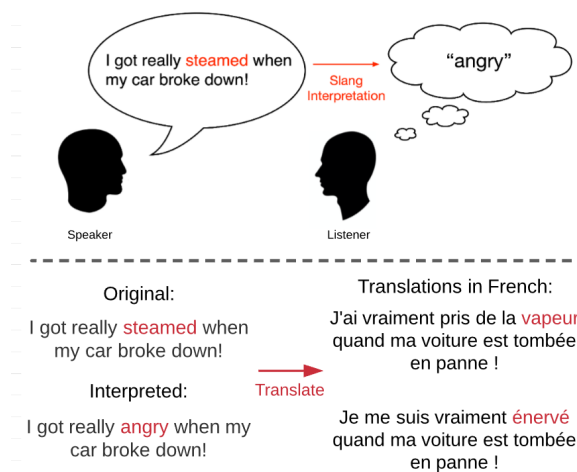 I got really steamed when
my car broke down!
Slang
Interpretation
“angry”
Speaker
Listener
Original:
I got really steamed when
my car broke down!
Interpreted:
I got really angry when my
car broke down!
Translate
Translations in French:
J'ai vraiment pris de la vapeur
quand ma voiture est tombée
en panne !
Je me suis vraiment énervé
quand ma voiture est tombée
en panne !